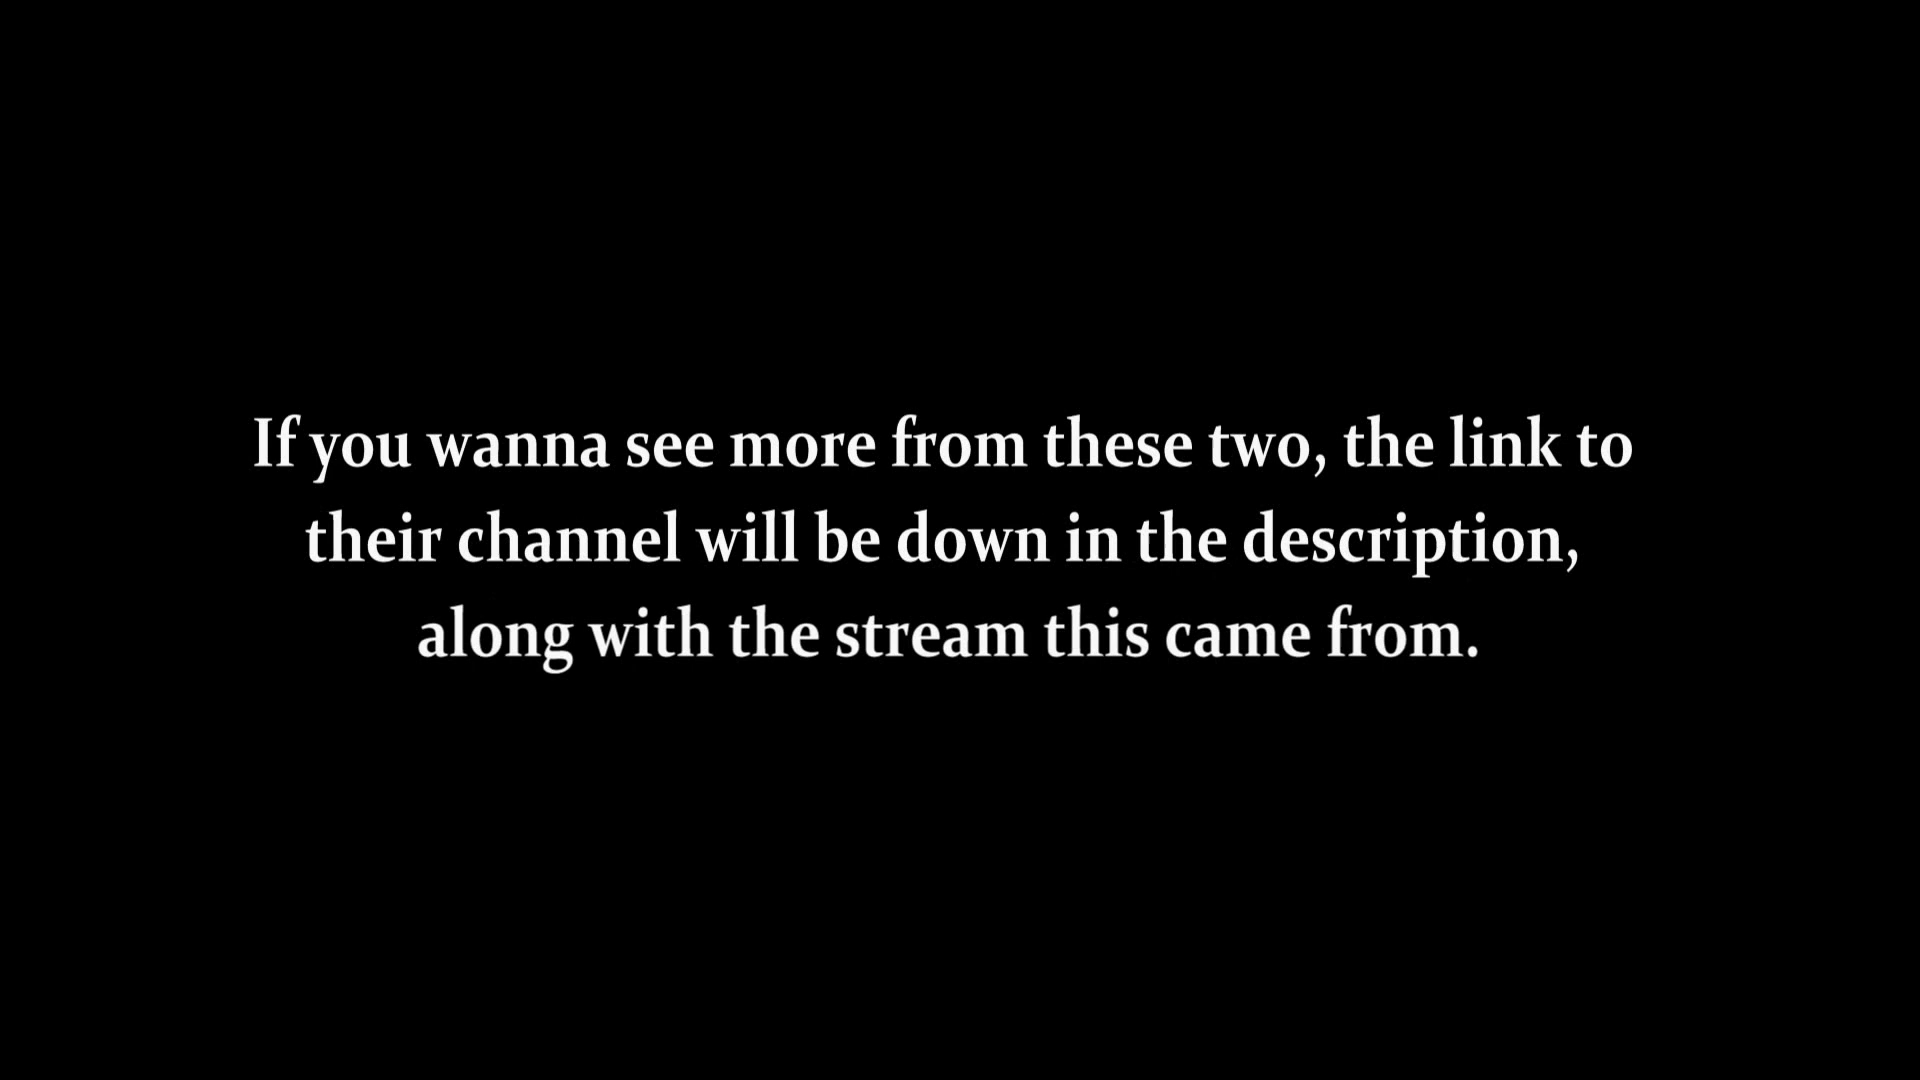 If you wanna see more from these two, the link to
their channel will be down in the description,
along with the stream this came from.